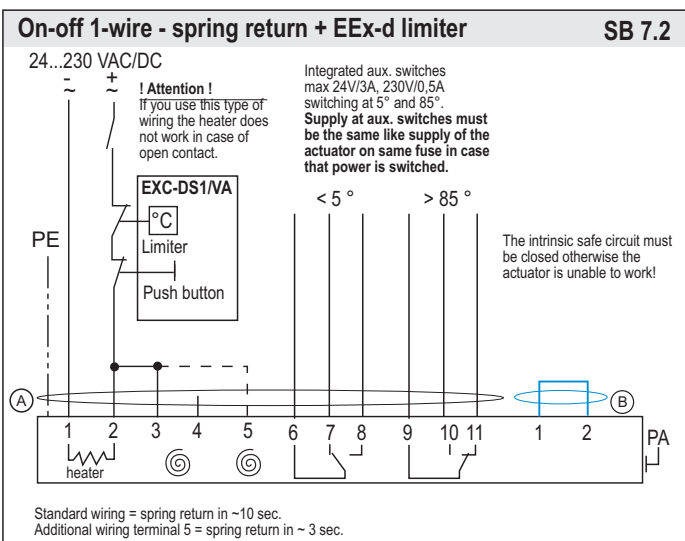 On-off 1-wire - spring return + EEx-d limiter
SB 7.2
24...230 VAC/DC
- +
~ ~
! Attention !
If you use this type of
wiring the heater does
not work in case of
open contact.
Integrated aux. switches
max 24V/3A, 230V/0,5A
switching at 5° and 85°.
Supply at aux. switches must
be the same like supply of the
actuator on same fuse in case
that power is switched.
EXC-DS1/VA
°C
Limiter
Push button
< 5 °
> 85 °
PE
The intrinsic safe circuit must
be closed otherwise the
actuator is unable to work!
A
B
1 2 3 4 5 6 7 8 9 10 11
1 2
PA
heater
Standard wiring = spring return in ~10 sec.
Additional wiring terminal 5 = spring return in ~ 3 sec.